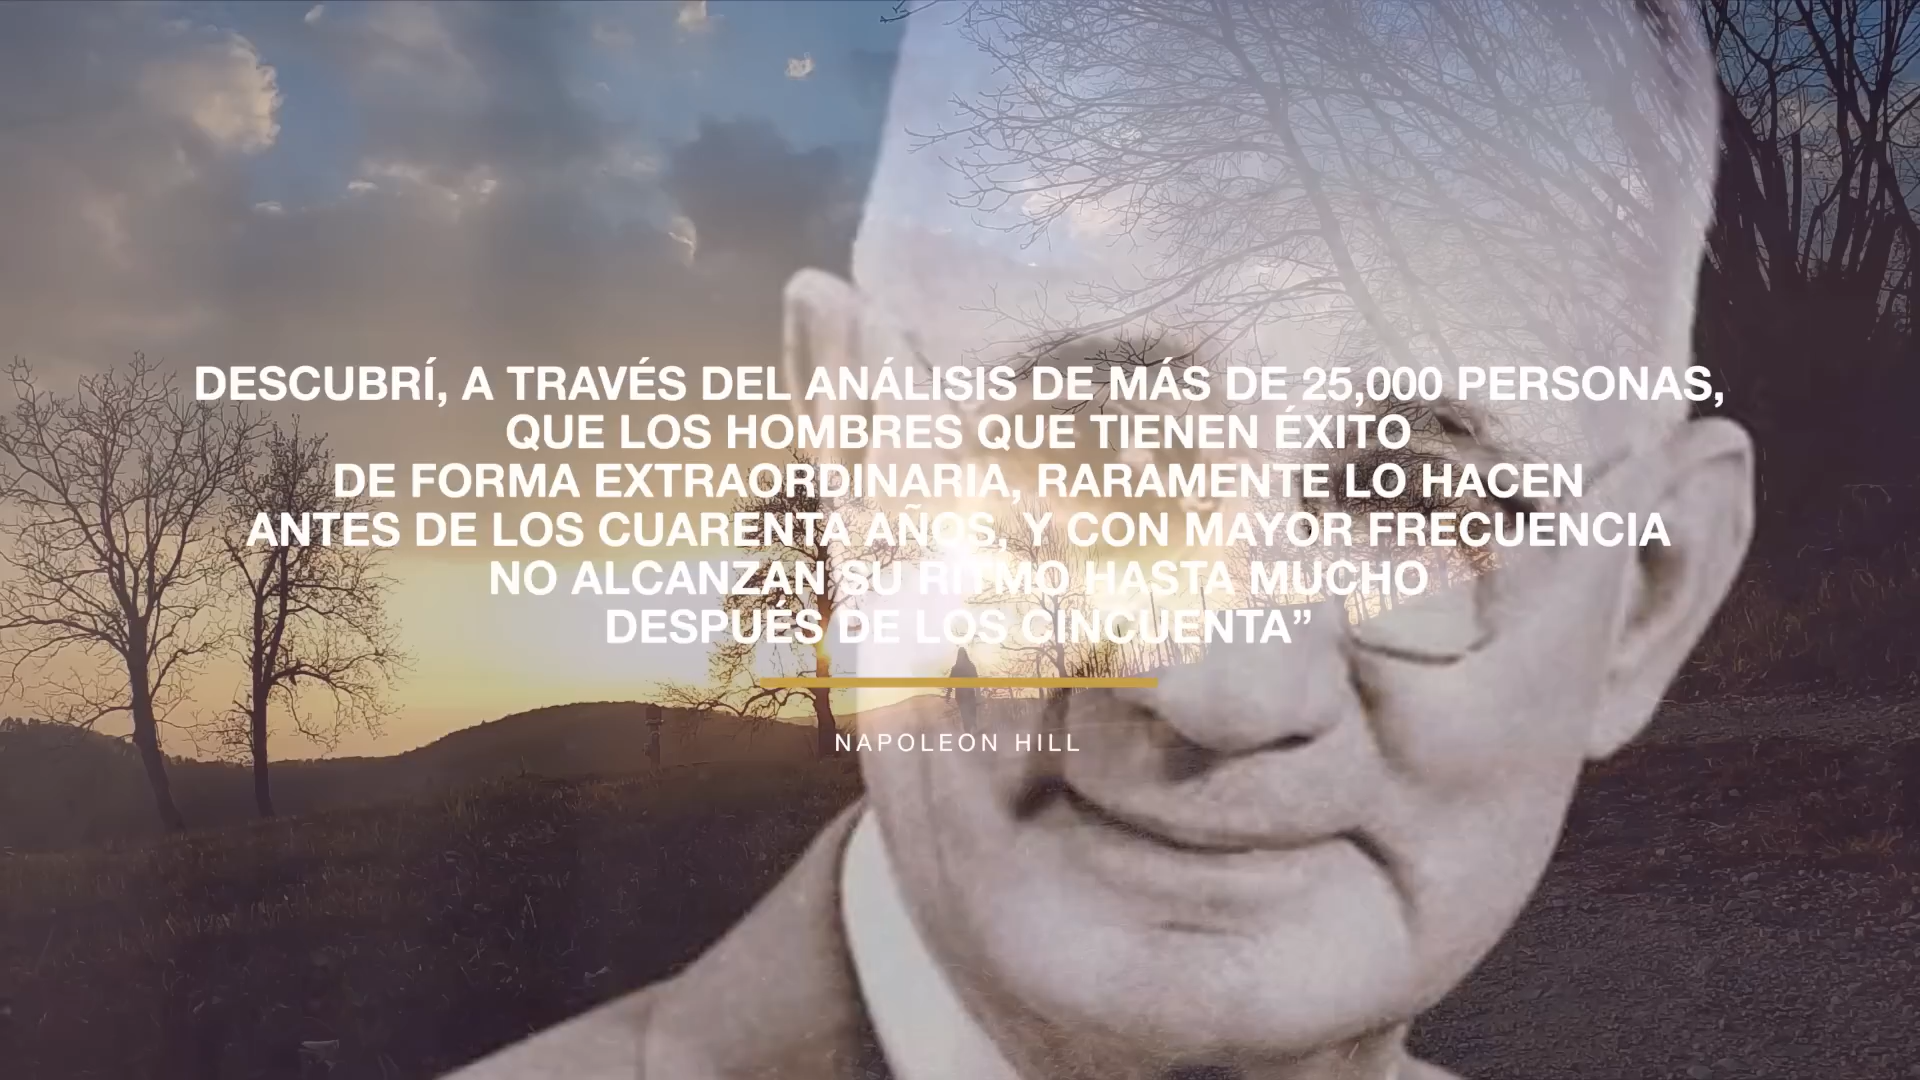 DESCUBRÍ, A TRAVÉS DEL ANÁLISIS DE MÁS DE 25,000 PERSONAS,
QUE LOS HOMBRES QUE TIENEN ÉXITO
DE FORMA EXTRAORDINARIA, RARAMENTE LO HACEN
ANTES DE LOS CUARENTA AÑOS, Y CON MAYOR FRECUENCIA
NO ALCANZAN SU RITMO HASTA MUCHO
DESPUÉS DE LOS CINCUENTA”
NAPOLEON HILL